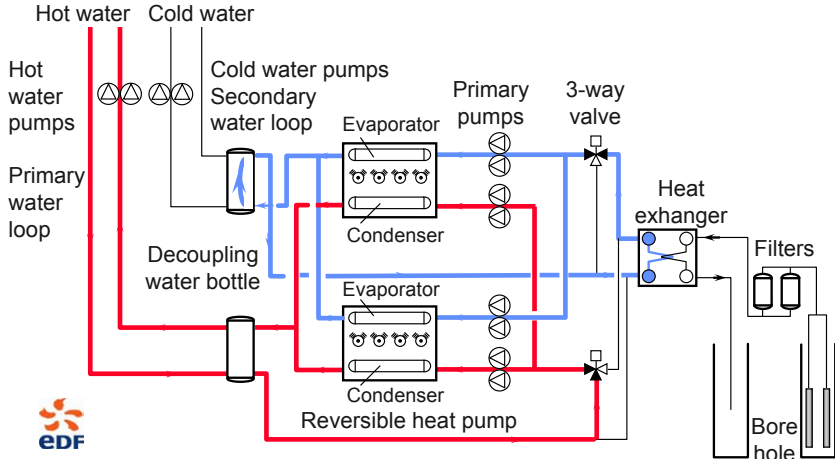 Hot water
Cold water
Hot
water
pumps
Cold water pumps
Secondary
water loop
Primary
pumps
3-way
valve
Evaporator
Primary
water
loop
Condenser
Heat
exhanger
Filters
Decoupling
water bottle
Evaporator
Condenser
Reversible heat pump
Bore
hole
eDF